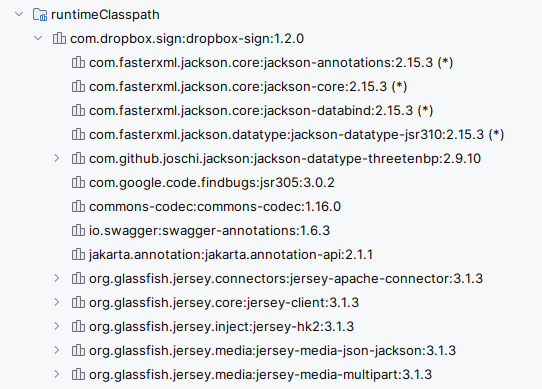 runtimeClasspath
com.dropbox.sign:dropbox-sign:1.2.0
com.fasterxml.jackson.core:jackson-annotations:2.15.3 (*)
com.fasterxml.jackson.core:jackson-core:2.15.3 (*)
com.fasterxml.jackson.core:jackson-databind:2.15.3 (*)
com.fasterxml.jackson.datatype:jackson-datatype-jsr310:2.15.3 (*)
com.github.joschi.jackson:jackson-datatype-threetenbp:2.9.10
com.google.code.findbugs:jsr305:3.0.2
commons-codec:commons-codec:1.16.0
io.swagger:swagger-annotations:1.6.3
jakarta.annotation:jakarta.annotation-api:2.1.1
org.glassfish.jersey.connectors:jersey-apache-connector:3.1.3
org.glassfish.jersey.core:jersey-client:3.1.3
org.glassfish.jersey.inject:jersey-hk2:3.1.3
org.glassfish.jersey.media:jersey-media-json-jackson:3.1.3
org.glassfish.jersey.media:jersey-media-multipart:3.1.3